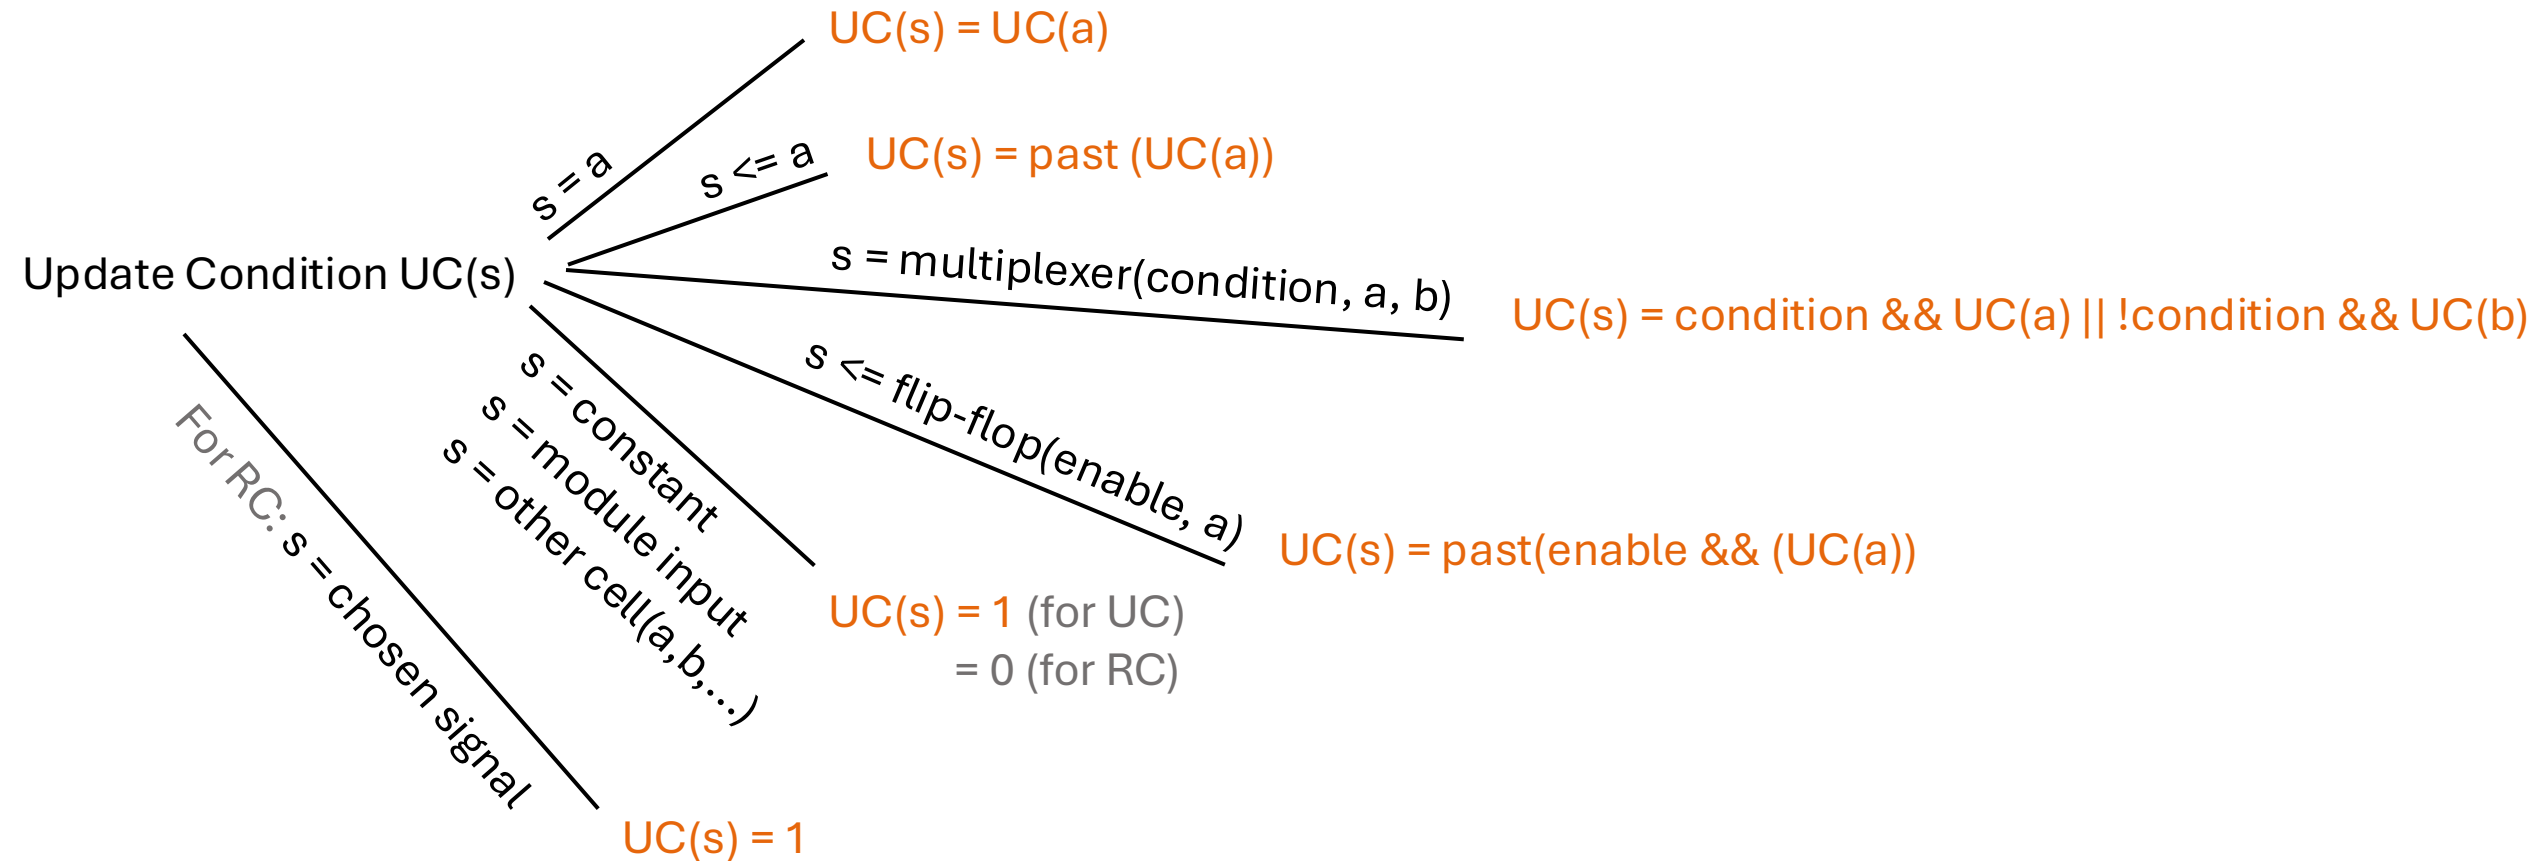 UC(s) = UC(a)
s = a
s <= a
UC(s) = past (UC(a))
Update Condition UC(s)
s = multiplexer(condition, a, b)
UC(s) = condition && UC(a) || !condition && UC(b)
s <= flip-flop(enable, a)
UC(s) = past(enable && (UC(a))
s = constant
s = module input
s = other cell(a,b,...)
UC(s) = 1 (for UC)
= 0 (for RC)
For RC: s = chosen signal
UC(s) = 1